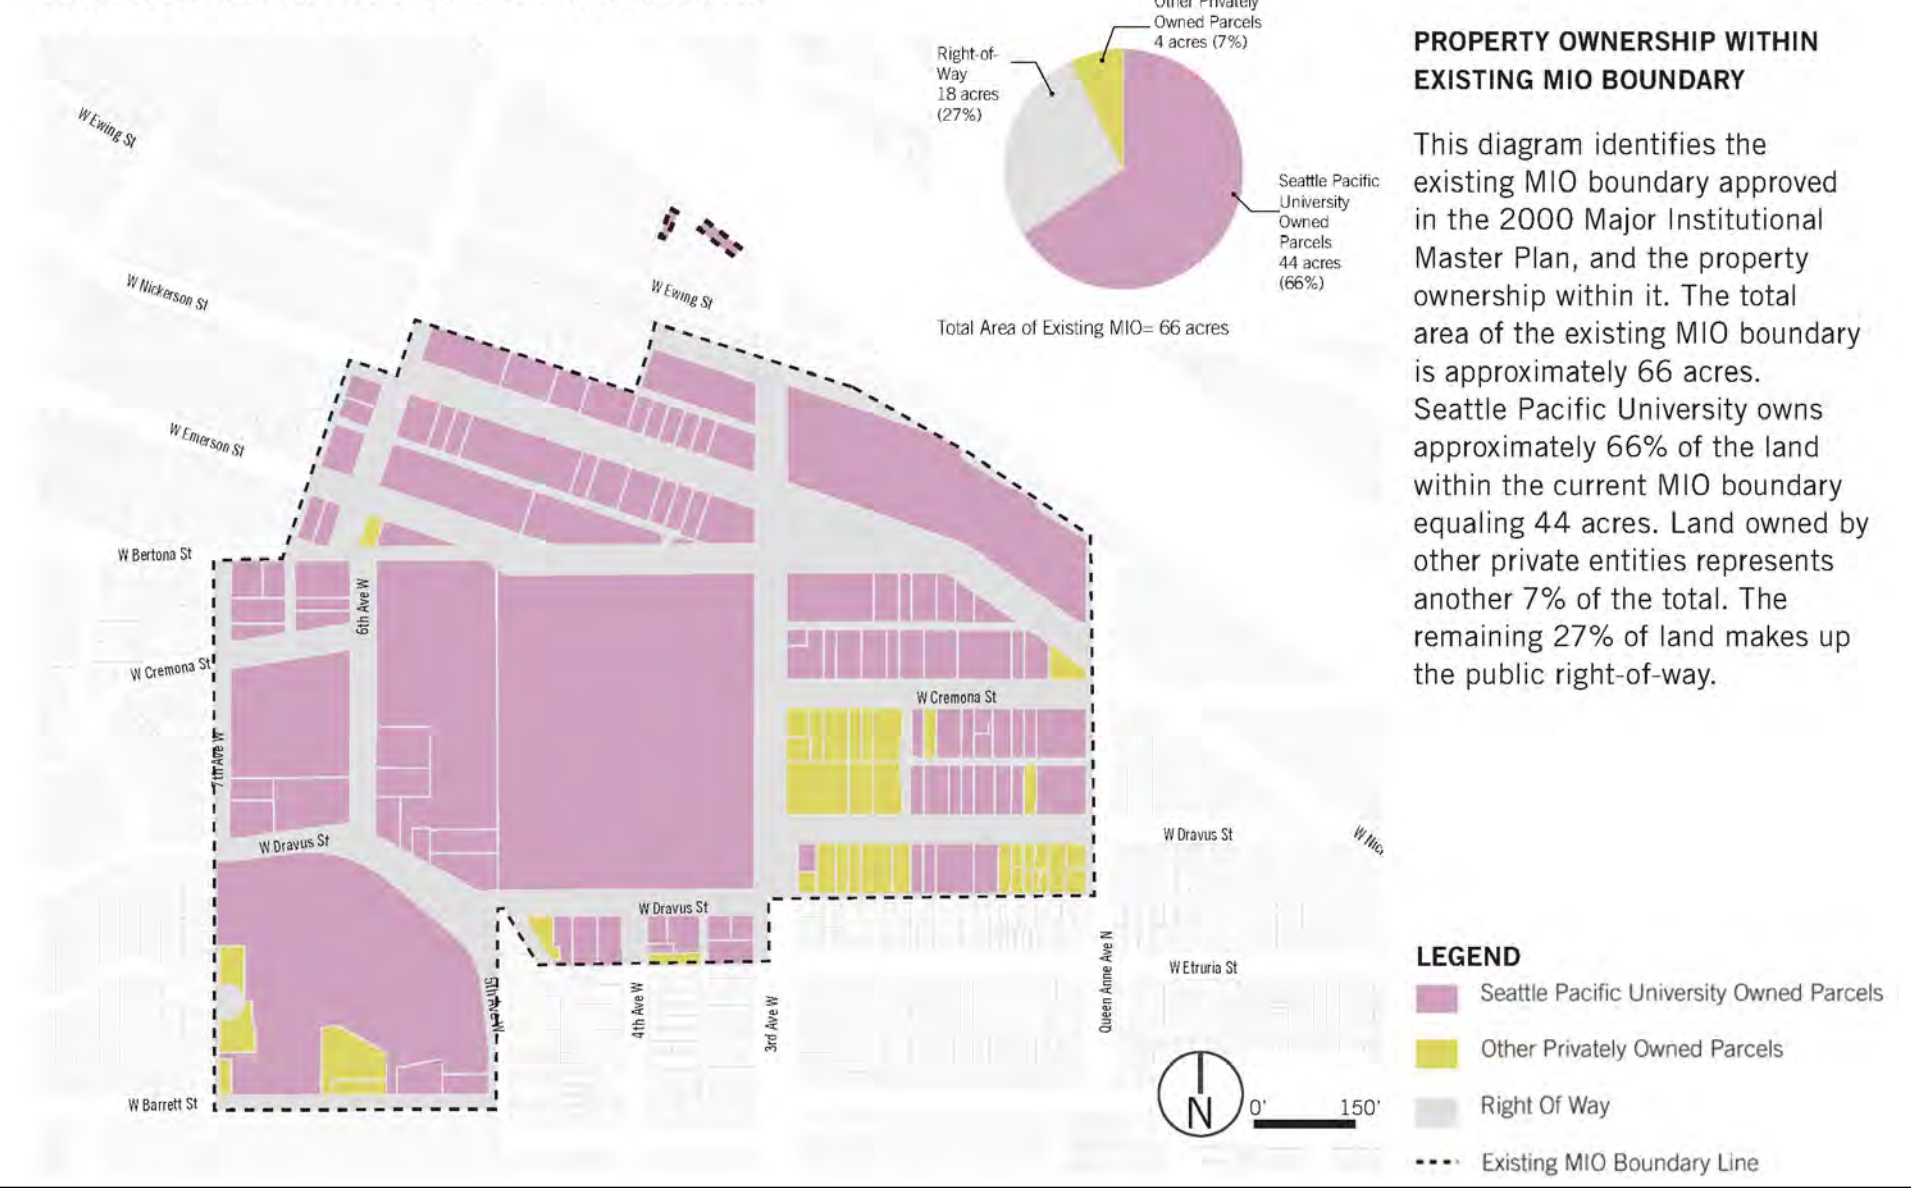 Other Privately
Owned Parcels
4 acres (7%)
Right-of-
Way
18 acres
(27%)
Seattle Pacific
University
Owned
Parcels
44 acres
(66%)
Total Area of Existing MIO= 66 acres
PROPERTY OWNERSHIP WITHIN
EXISTING MIO BOUNDARY
This diagram identifies the
existing MIO boundary approved
in the 2000 Major Institutional
Master Plan, and the property
ownership within it. The total
area of the existing MIO boundary
is approximately 66 acres.
Seattle Pacific University owns
approximately 66% of the land
within the current MIO boundary
equaling 44 acres. Land owned by
other private entities represents
another 7% of the total. The
remaining 27% of land makes up
the public right-of-way.
W Ewing St
W Nickerson St
W Ewing St
W Emerson St
W Bertona St
6th Ave W
W Cremona St
W Cremona St
7th Ave W
W Dravus St
W Dravus St
W Dravus St
5th Ave W
4th Ave W
3rd Ave W
Queen Anne Ave N
W Etruria St
W Barrett St
N
0' 150'
LEGEND
Seattle Pacific University Owned Parcels
Other Privately Owned Parcels
Right Of Way
Existing MIO Boundary Line